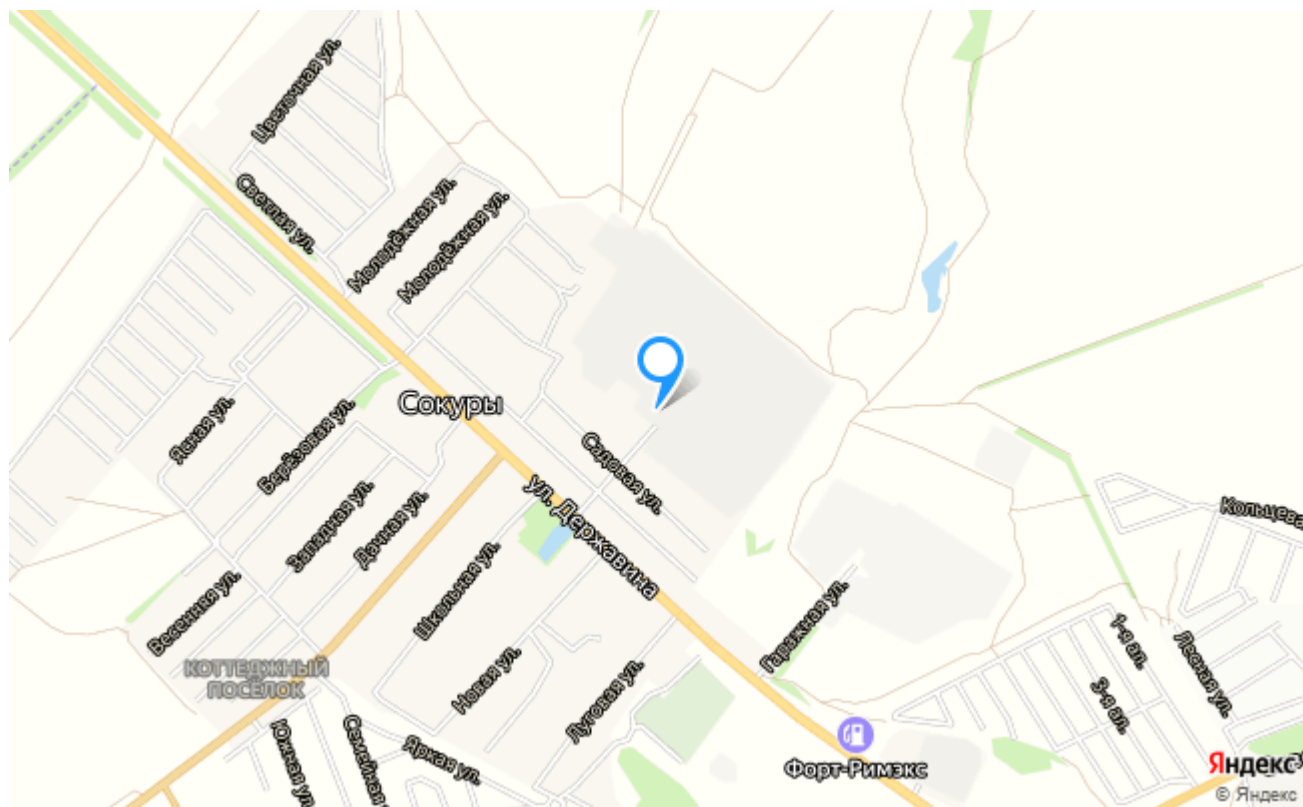 Цветочная ул.
Светлая ул.
Молодёжная ул.
Молодёжная ул.
Сокуры
Ясная ул.
Берёзовая ул.
Садовая ул.
Западная ул.
Дачная ул.
ул. Державина
Кольцева
Школьная ул.
Весенняя ул.
Гаражная ул.
1-я ал.
Лесная ул.
КОТТЕДЖНЫЙ
ПОСЁЛОК
Новая ул.
Луговая ул.
3-я ал.
Южная ул.
Семейная
Яркая ул.
Форт-Римэкс
Яндекс
© Яндекс